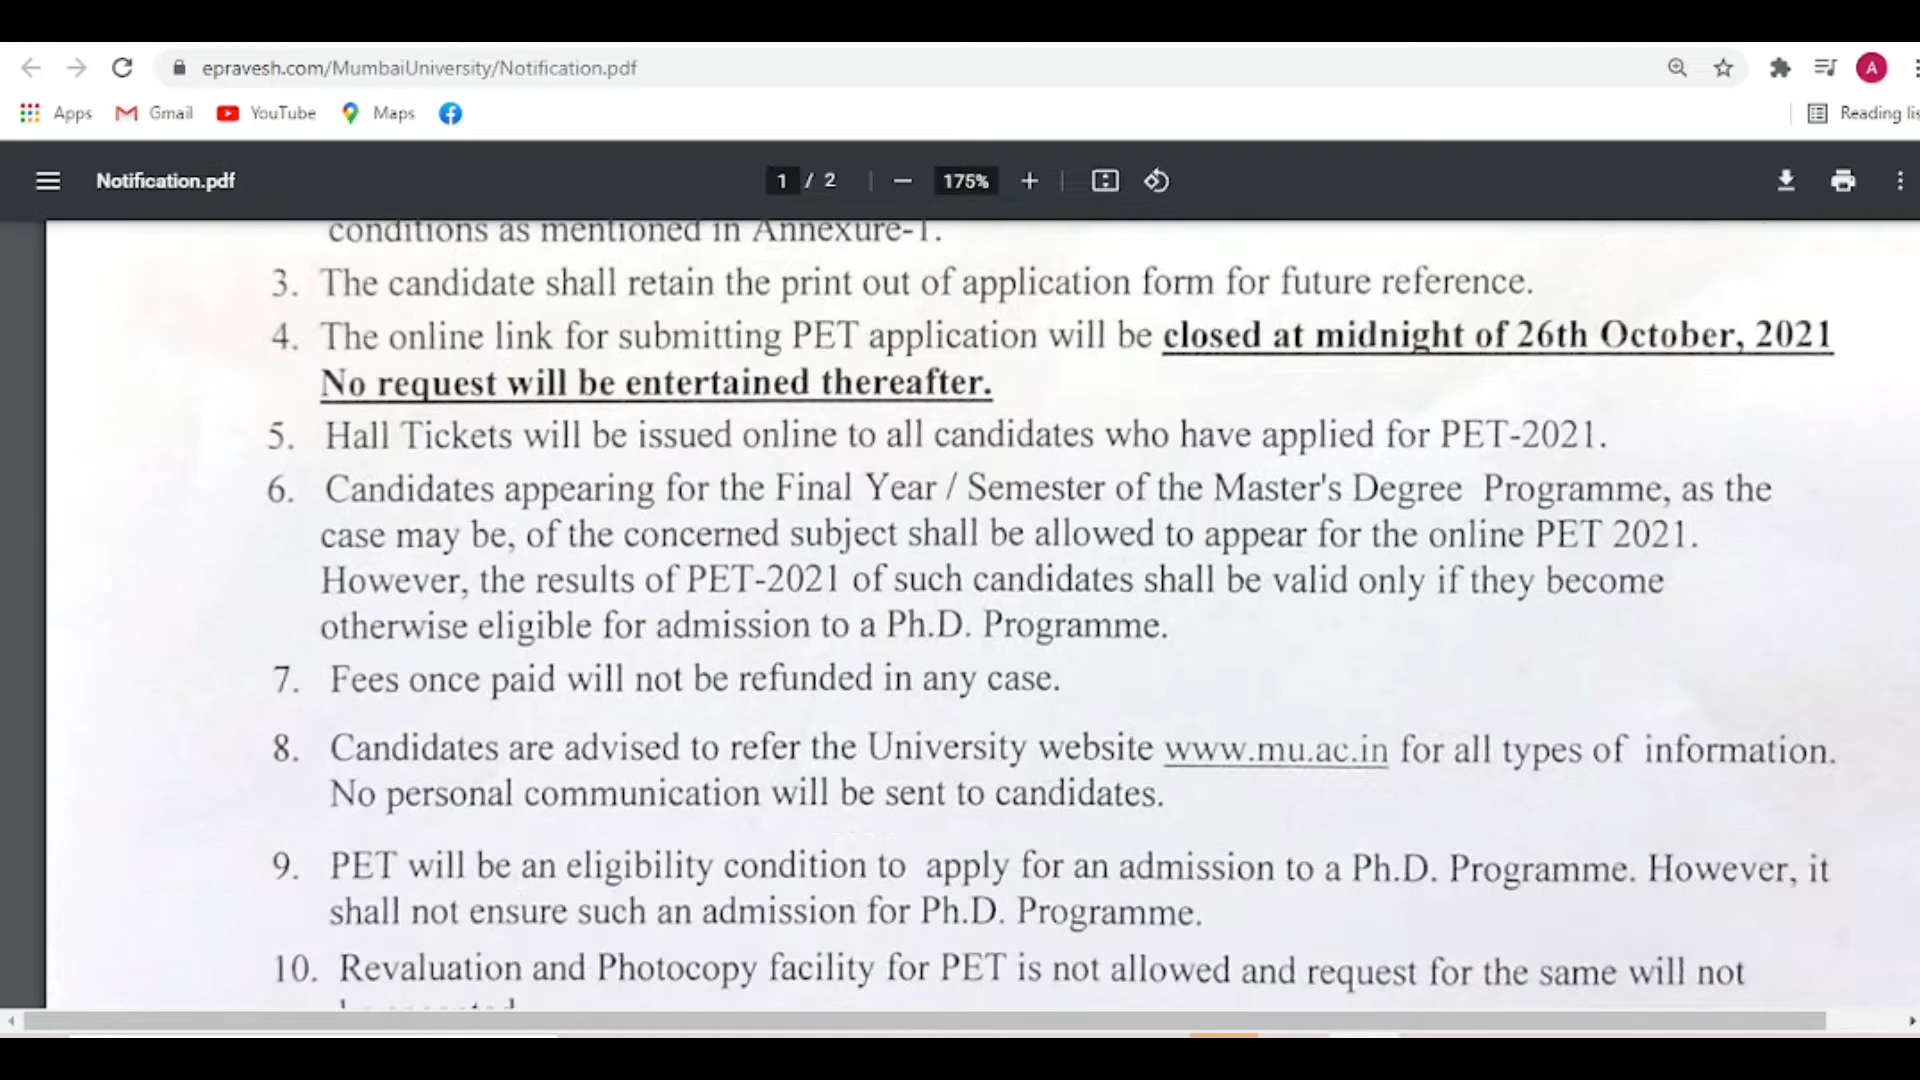 epravesh.com/MumbaiUniversity/Notification.pdf
A
Apps Gmail YouTube Maps
Reading lis
Notification.pdf
1 / 2 175%
conditions as mentioned in Annexure-1.
3. The candidate shall retain the print out of application form for future reference.
4. The online link for submitting PET application will be closed at midnight of 26th October, 2021
No request will be entertained thereafter.
5. Hall Tickets will be issued online to all candidates who have applied for PET-2021.
6. Candidates appearing for the Final Year / Semester of the Master's Degree Programme, as the
case may be, of the concerned subject shall be allowed to appear for the online PET 2021.
However, the results of PET-2021 of such candidates shall be valid only if they become
otherwise eligible for admission to a Ph.D. Programme.
7. Fees once paid will not be refunded in any case.
8. Candidates are advised to refer the University website www.mu.ac.in for all types of information.
No personal communication will be sent to candidates.
9. PET will be an eligibility condition to apply for an admission to a Ph.D. Programme. However, it
shall not ensure such an admission for Ph.D. Programme.
10. Revaluation and Photocopy facility for PET is not allowed and request for the same will not